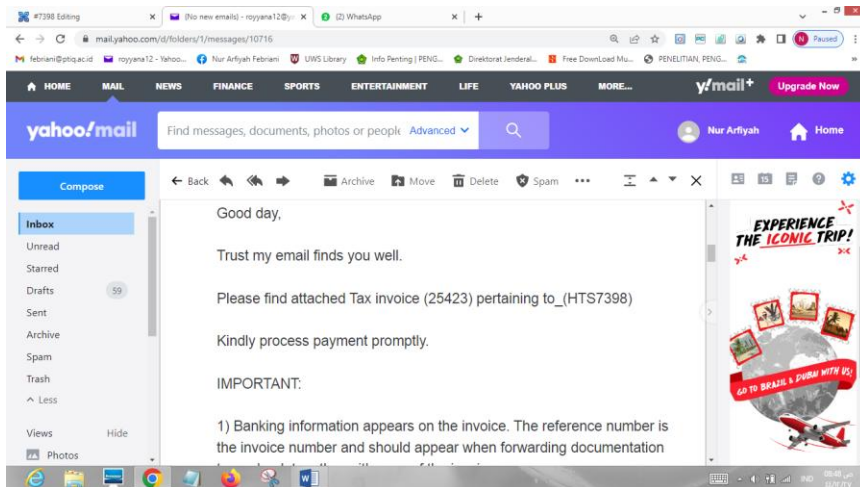 #7398 Editing
(No new emails) - royyana12@y
(2) WhatsApp
mail.yahoo.com/d/folders/1/messages/10716
Paused
febriani@ptiq.ac.id
royyana12 - Yahoo...
Nur Arfiyah Febriani
UWS Library
Info Penting | PENG...
Direktorat Jenderal...
Free DownLoad Mu...
PENELITIAN, PENG...
HOME MAIL NEWS FINANCE SPORTS ENTERTAINMENT LIFE YAHOO PLUS MORE...
y!mail+
Upgrade Now
yahoo!mail
Find messages, documents, photos or people
Advanced
Nur Arfiyah
Home
Compose
Back
Archive
Move
Delete
Spam
15
Inbox
Unread
Starred
Drafts 59
Sent
Archive
Spam
Trash
Less
Views Hide
Photos
Good day,
Trust my email finds you well.
Please find attached Tax invoice (25423) pertaining to_(HTS7398)
Kindly process payment promptly.
IMPORTANT:
1) Banking information appears on the invoice. The reference number is
the invoice number and should appear when forwarding documentation
EXPERIENCE
THE ICONIC TRIP!
GO TO BRAZIL & DUBAI WITH US!
IND